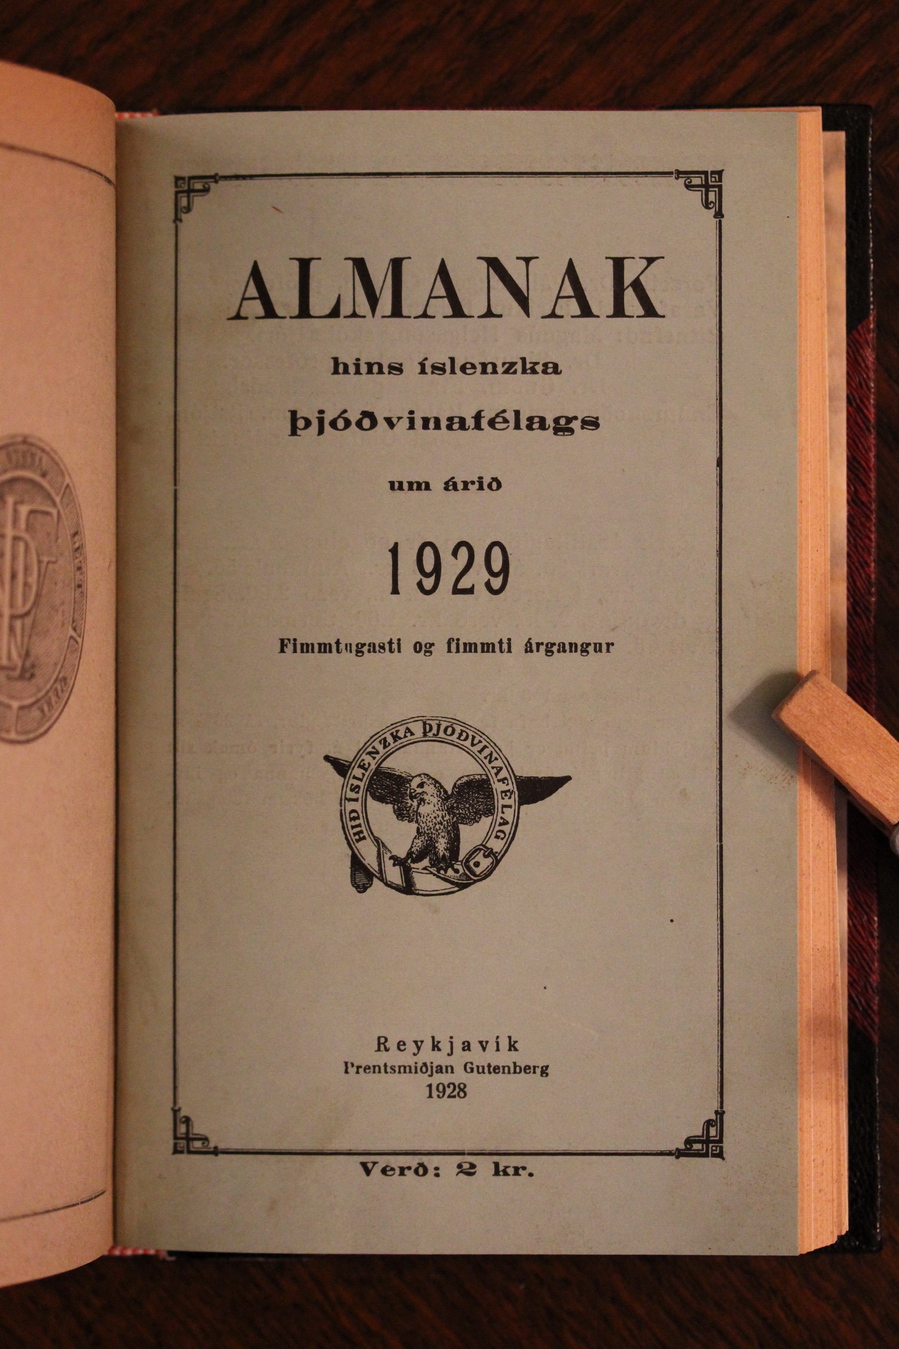 ALMANAK
hins íslenzka
þjóðvinafélags
um árið
1929
Fimmtugasti og fimmti árgangur
HIÐ ÍSLENZKA ÞJÓÐVINAFÉLAG
Reykjavík
Prentsmiðjan Gutenberg
1928
Verð: 2 kr.